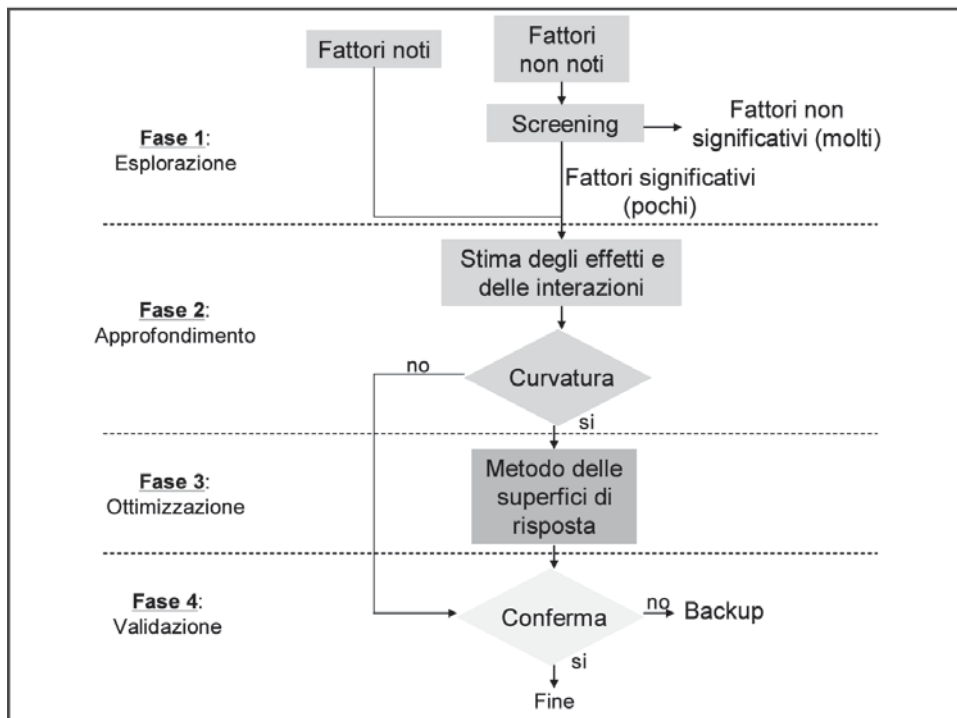 Fattori noti
Fattori
non noti
Screening
Fattori non
significativi (molti)
Fase 1:
Esplorazione
Fattori significativi
(pochi)
Stima degli effetti e
delle interazioni
Fase 2:
Approfondimento
no
Curvatura
si
Fase 3:
Ottimizzazione
Metodo delle
superfici di
risposta
Fase 4:
Validazione
Conferma
no
Backup
si
Fine